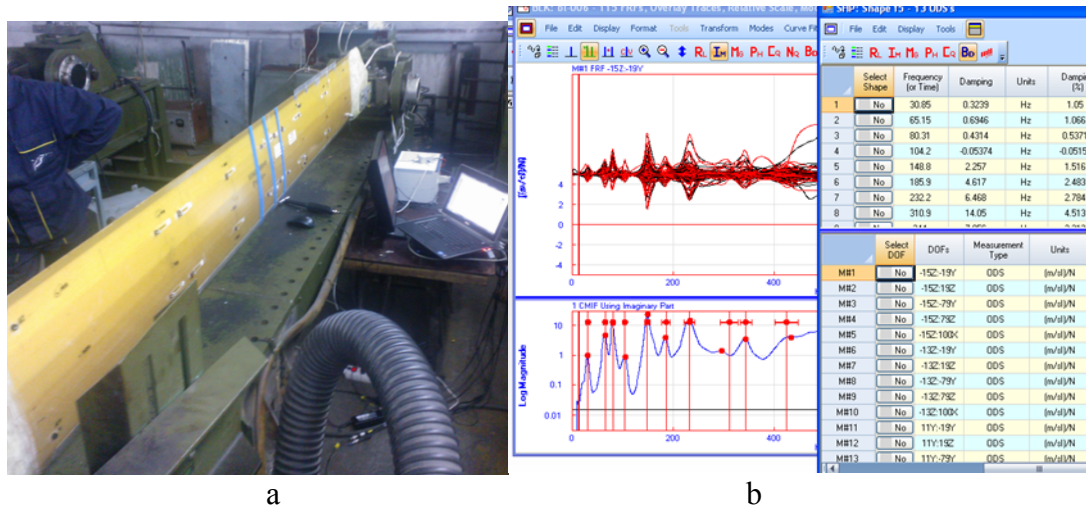 BLK: BI-006 - 115 FRFs, Overlay Traces, Relative Scale, Mo
File Edit Display Format Tools Transform Modes Curve Fit
M#1 FRF -15Z:-19Y
[(m/s)/N]
4
2
0
-2
-4
0 200 400
1 CMIF Using Imaginary Part
Log Magnitude
10
1
0.1
0.01
0 200 400
SHP: Shape 15 - 13 ODS's
File Edit Display Tools
Select Shape Frequency (or Time) Damping Units Dampin (%)
1 No 30.85 0.3239 Hz 1.05
2 No 65.15 0.6946 Hz 1.066
3 No 80.31 0.4314 Hz 0.5371
4 No 104.2 -0.05374 Hz -0.0515
5 No 148.8 2.257 Hz 1.516
6 No 185.9 4.617 Hz 2.483
7 No 232.2 6.468 Hz 2.784
8 No 310.9 14.05 Hz 4.513
Select DOF DOFs Measurement Type Units
M#1 No -15Z:-19Y ODS (m/s)/N
M#2 No -15Z:19Z ODS (m/s)/N
M#3 No -15Z:-79Y ODS (m/s)/N
M#4 No -15Z:79Z ODS (m/s)/N
M#5 No -15Z:100X ODS (m/s)/N
M#6 No -13Z:-19Y ODS (m/s)/N
M#7 No -13Z:19Z ODS (m/s)/N
M#8 No -13Z:-79Y ODS (m/s)/N
M#9 No -13Z:79Z ODS (m/s)/N
M#10 No -13Z:100X ODS (m/s)/N
M#11 No 11Y:-19Y ODS (m/s)/N
M#12 No 11Y:19Z ODS (m/s)/N
M#13 No 11Y:-79Y ODS (m/s)/N
a b